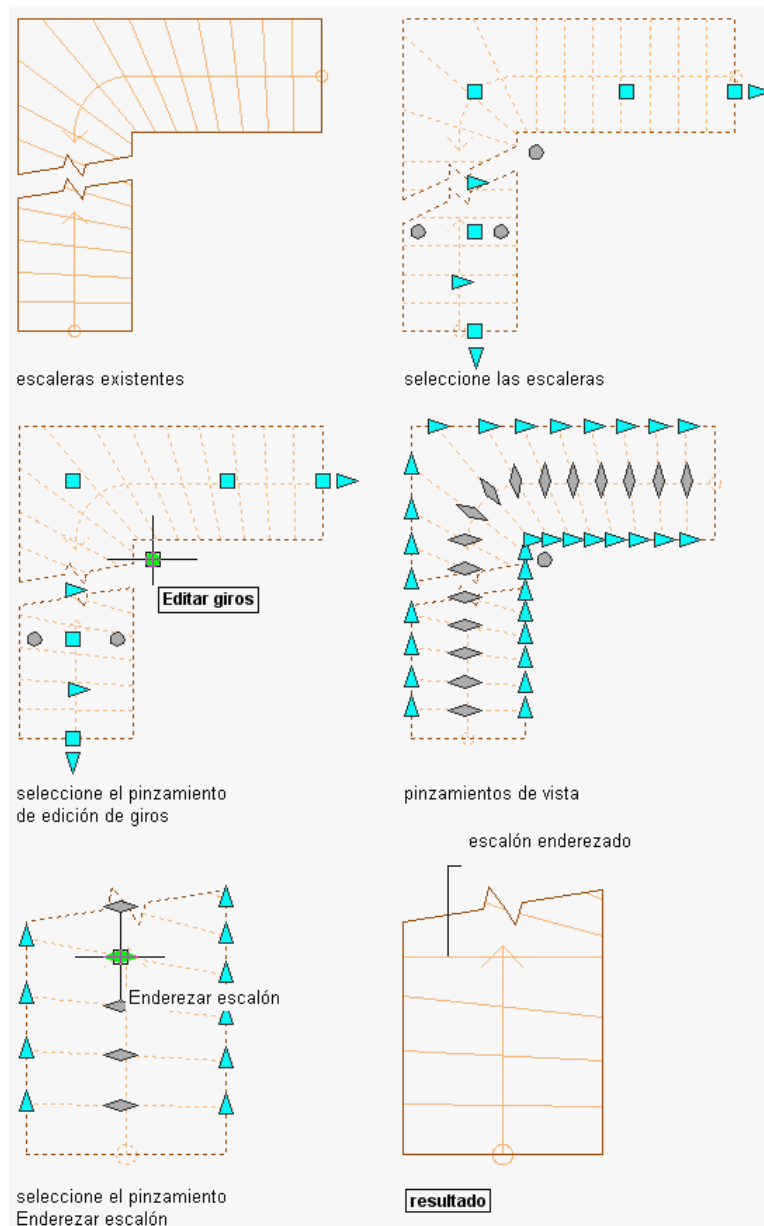 escaleras existentes
seleccione las escaleras
Editar giros
seleccione el pinzamiento
de edición de giros
pinzamientos de vista
escalón enderezado
Enderezar escalón
seleccione el pinzamiento
Enderezar escalón
resultado